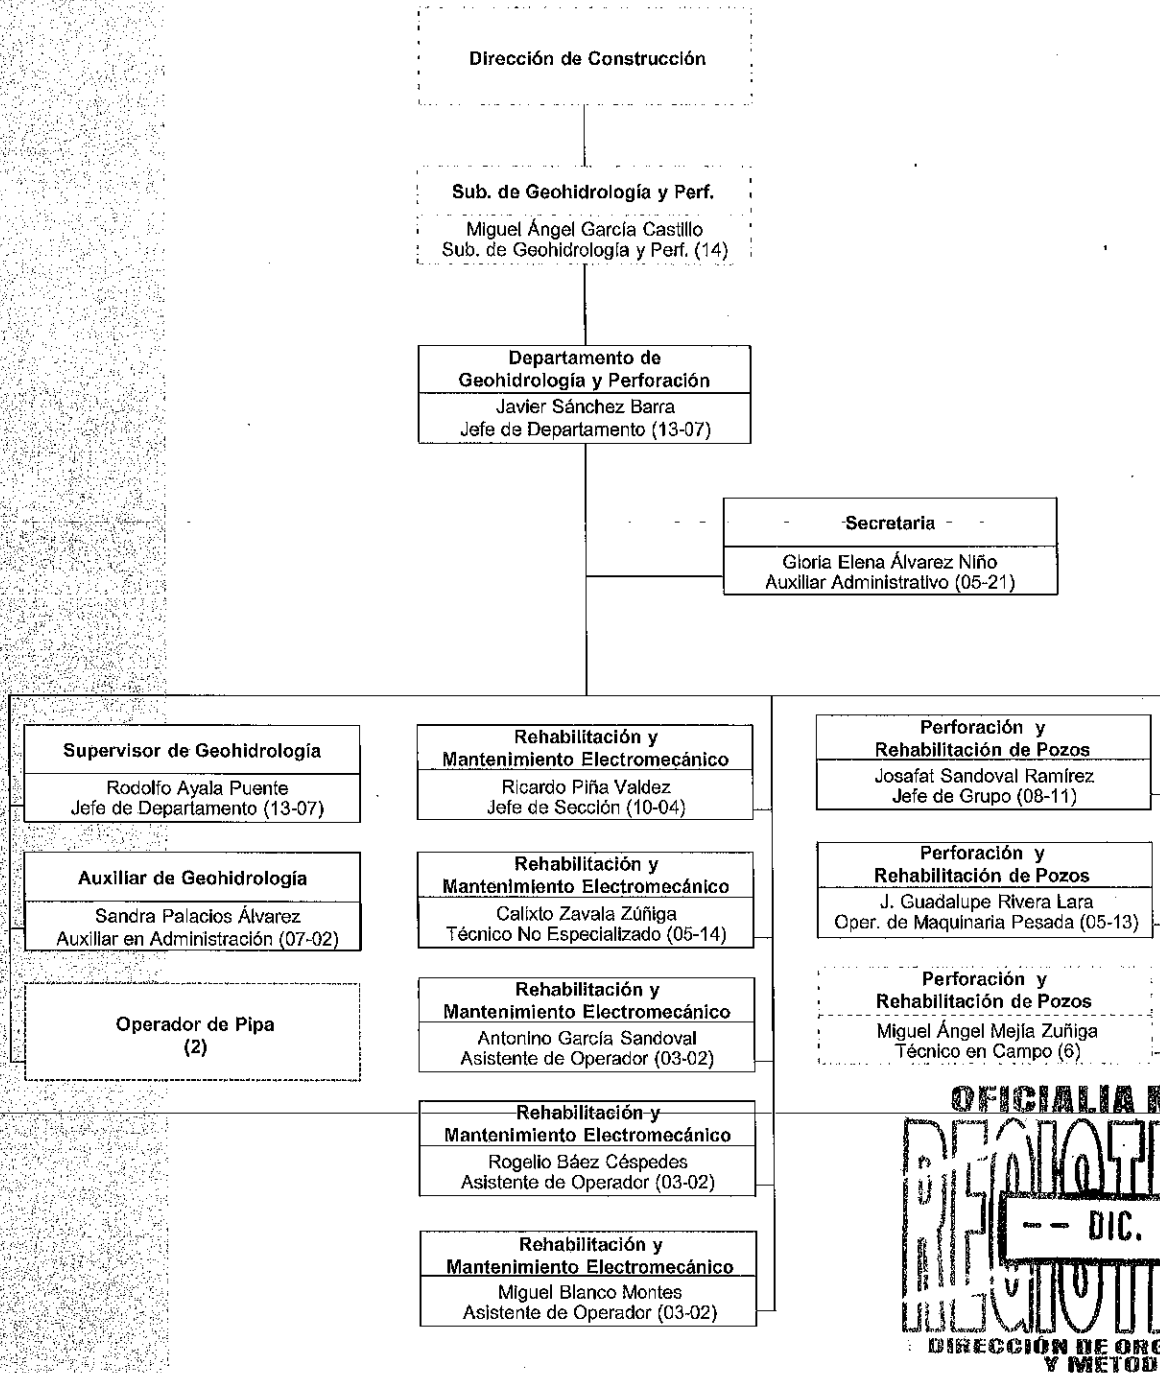 Dirección de Construcción
Sub. de Geohidrología y Perf.
Miguel Ángel García Castillo
Sub. de Geohidrología y Perf. (14)
Departamento de
Geohidrología y Perforación
Javier Sánchez Barra
Jefe de Departamento (13-07)
Secretaria
Gloria Elena Álvarez Niño
Auxiliar Administrativo (05-21)
Supervisor de Geohidrología
Rodolfo Ayala Puente
Jefe de Departamento (13-07)
Auxiliar de Geohidrología
Sandra Palacios Álvarez
Auxiliar en Administración (07-02)
Operador de Pipa
(2)
Rehabilitación y
Mantenimiento Electromecánico
Ricardo Piña Valdez
Jefe de Sección (10-04)
Rehabilitación y
Mantenimiento Electromecánico
Calixto Zavala Zúñiga
Técnico No Especializado (05-14)
Rehabilitación y
Mantenimiento Electromecánico
Antonino García Sandoval
Asistente de Operador (03-02)
Rehabilitación y
Mantenimiento Electromecánico
Rogelio Báez Céspedes
Asistente de Operador (03-02)
Rehabilitación y
Mantenimiento Electromecánico
Miguel Blanco Montes
Asistente de Operador (03-02)
Perforación y
Rehabilitación de Pozos
Josafat Sandoval Ramírez
Jefe de Grupo (08-11)
Perforación y
Rehabilitación de Pozos
J. Guadalupe Rivera Lara
Oper. de Maquinaria Pesada (05-13)
Perforación y
Rehabilitación de Pozos
Miguel Ángel Mejía Zuñiga
Técnico en Campo (6)
OFICIALIA
DIC.
DIRECCIÓN DE
Y